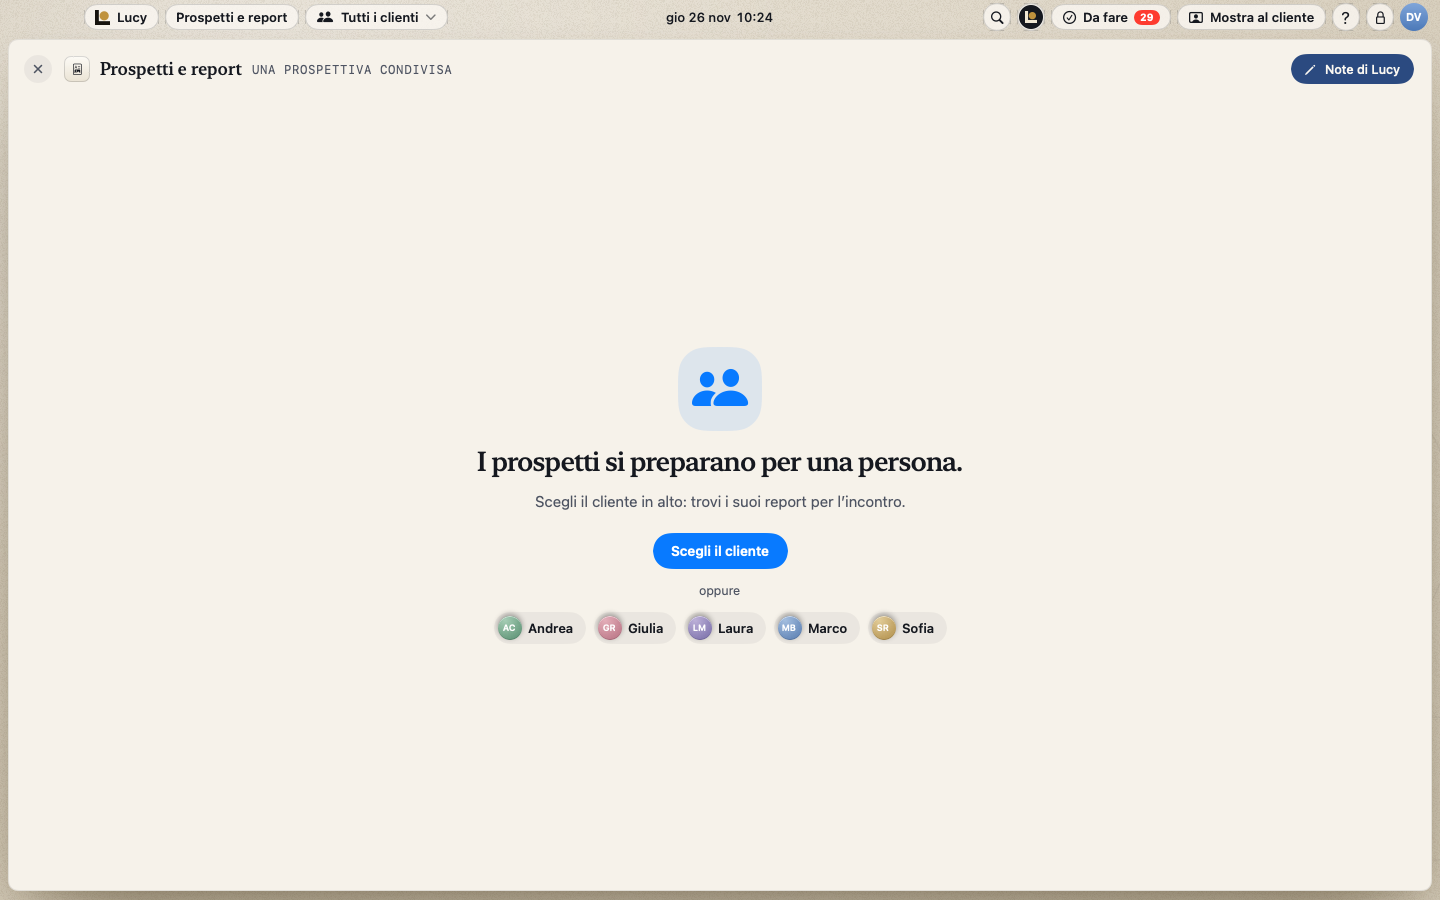 Lucy
Prospetti e report
Tutti i clienti
gio 26 nov 10:24
Da fare 29
Mostra al cliente
?
DV
Prospetti e report UNA PROSPETTIVA CONDIVISA
Note di Lucy
I prospetti si preparano per una persona.
Scegli il cliente in alto: trovi i suoi report per l’incontro.
Scegli il cliente
oppure
AC Andrea
GR Giulia
LM Laura
MB Marco
SR Sofia